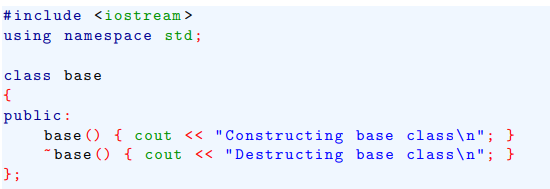 #include <iostream>
using namespace std;
class base
{
public:
base() { cout << "Constructing base class\n"; }
~base() { cout << "Destructing base class\n"; }
};